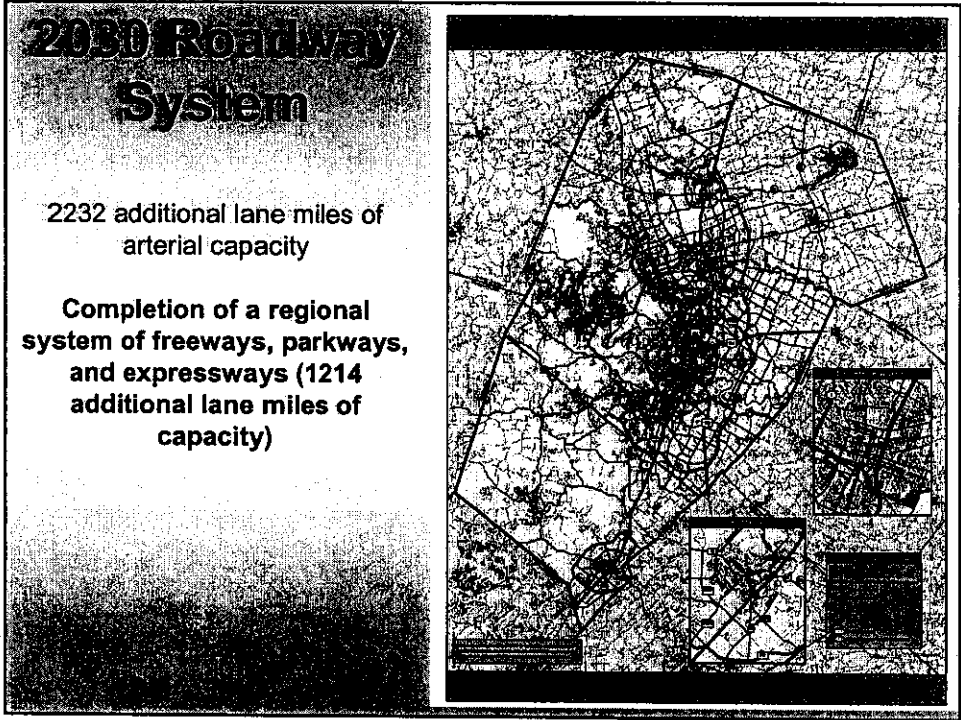 2030 Roadway
System
2232 additional lane miles of
arterial capacity
Completion of a regional
system of freeways, parkways,
and expressways (1214
additional lane miles of
capacity)